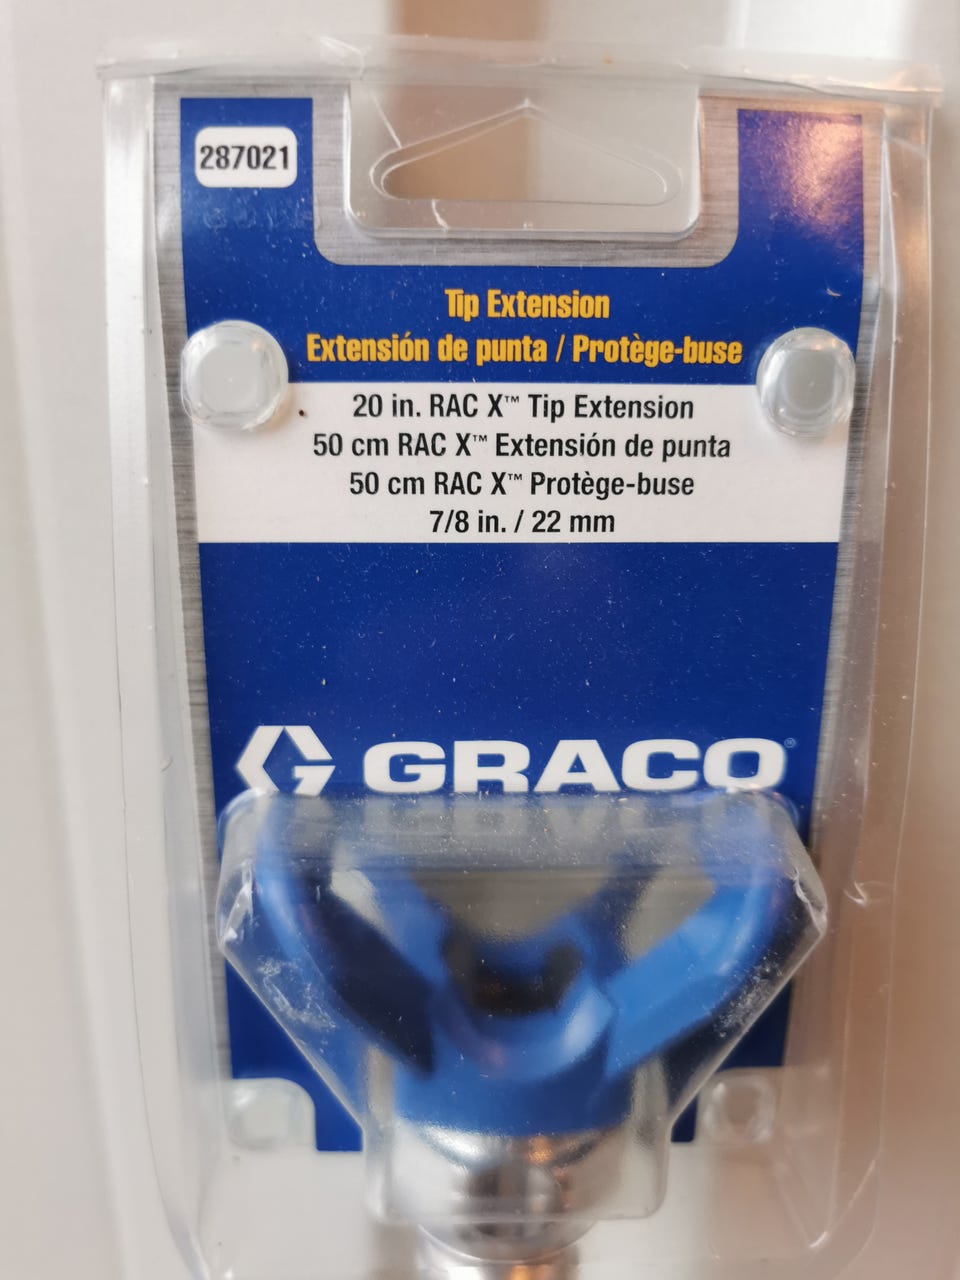 287021
Tip Extension
Extensión de punta / Protège-buse
20 in. RAC X™ Tip Extension
50 cm RAC X™ Extensión de punta
50 cm RAC X™ Protège-buse
7/8 in. / 22 mm
GRACO